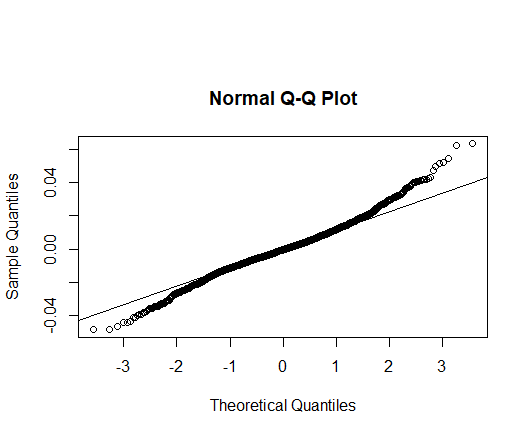 Normal Q-Q Plot
Sample Quantiles
0.04
0.00
-0.04
-3 -2 -1 0 1 2 3
Theoretical Quantiles